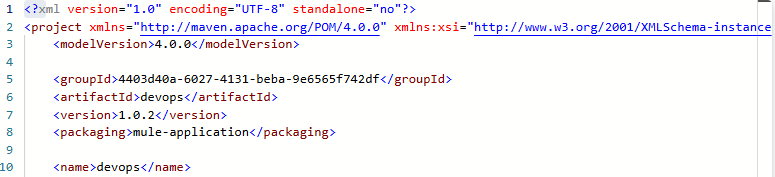 1 <?xml version="1.0" encoding="UTF-8" standalone="no"?>
2 <project xmlns="http://maven.apache.org/POM/4.0.0" xmlns:xsi="http://www.w3.org/2001/XMLSchema-instance
3 <modelVersion>4.0.0</modelVersion>
4
5 <groupId>4403d40a-6027-4131-beba-9e6565f742df</groupId>
6 <artifactId>devops</artifactId>
7 <version>1.0.2</version>
8 <packaging>mule-application</packaging>
9
10 <name>devops</name>